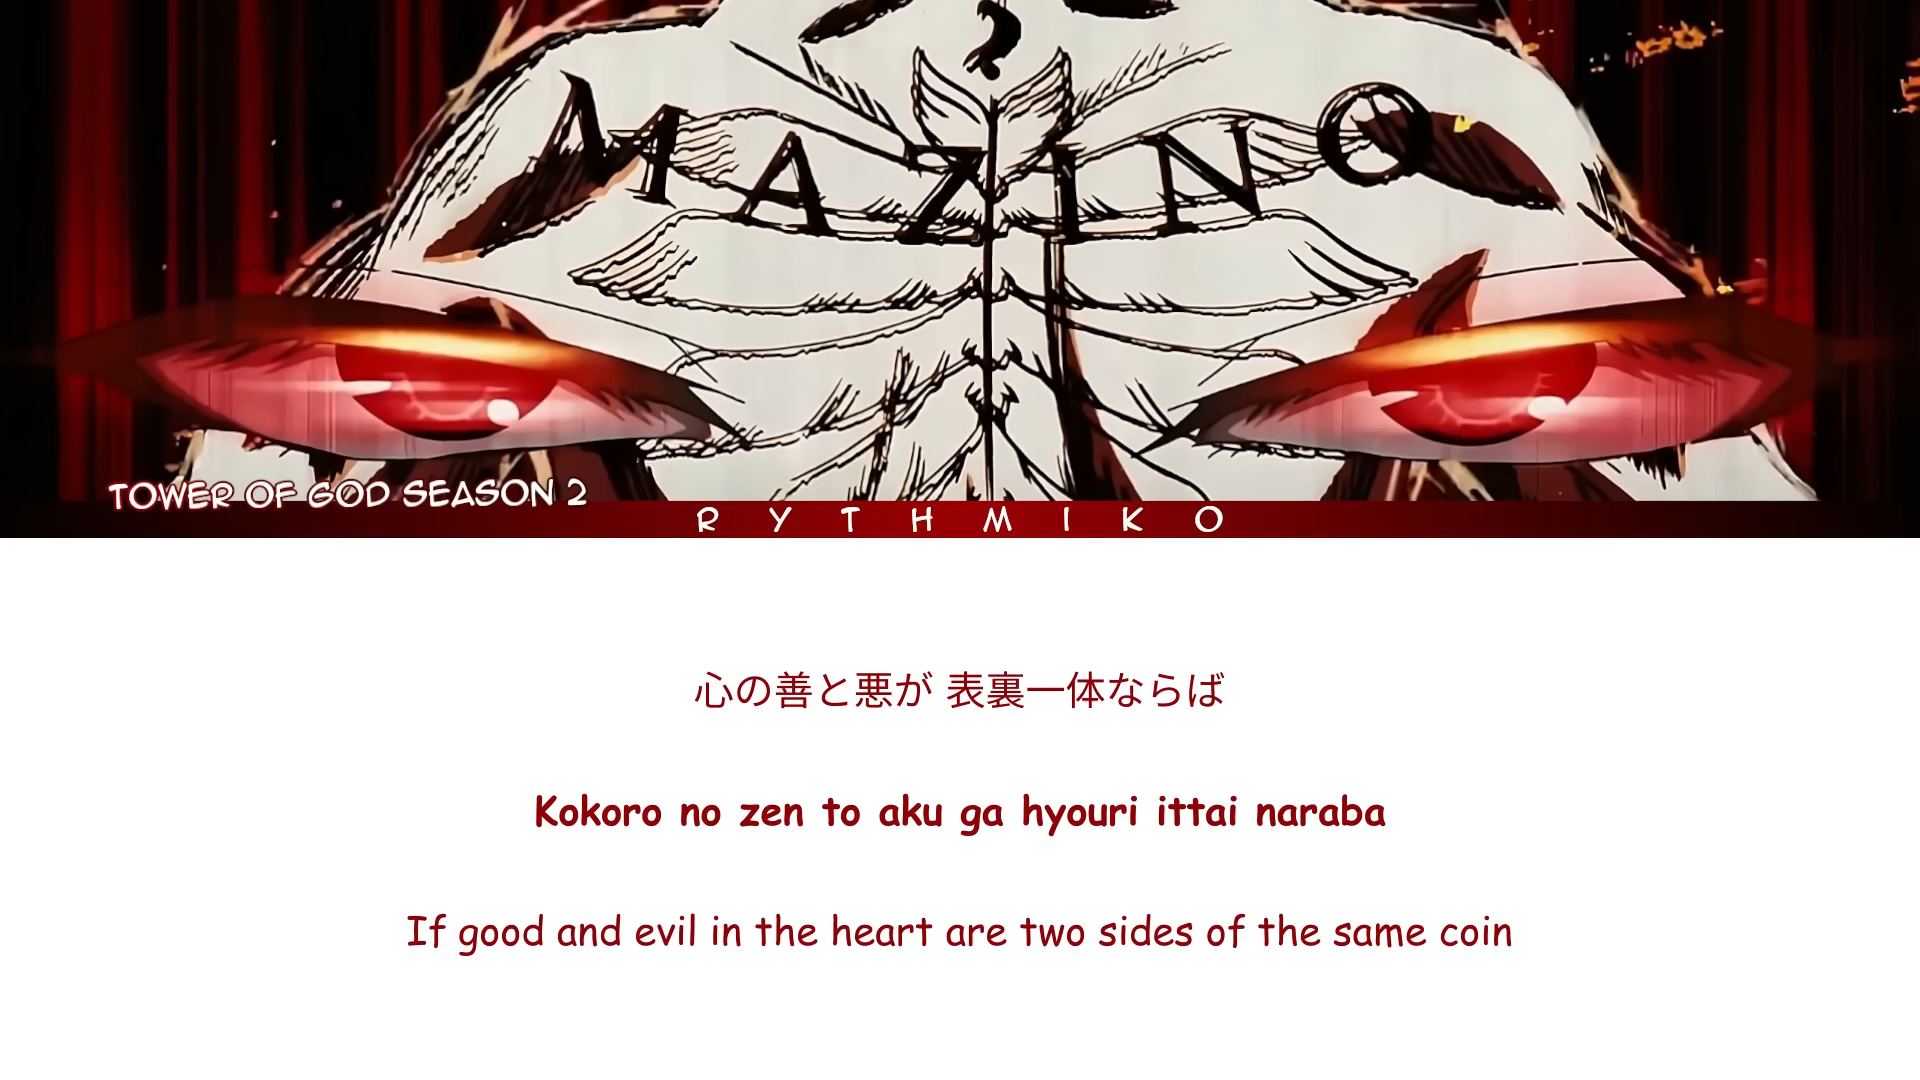 MAZINO
TOWER OF GOD SEASON 2
RYTHMIKO
心の善と悪が 表裏一体ならば
Kokoro no zen to aku ga hyouri ittai naraba
If good and evil in the heart are two sides of the same coin